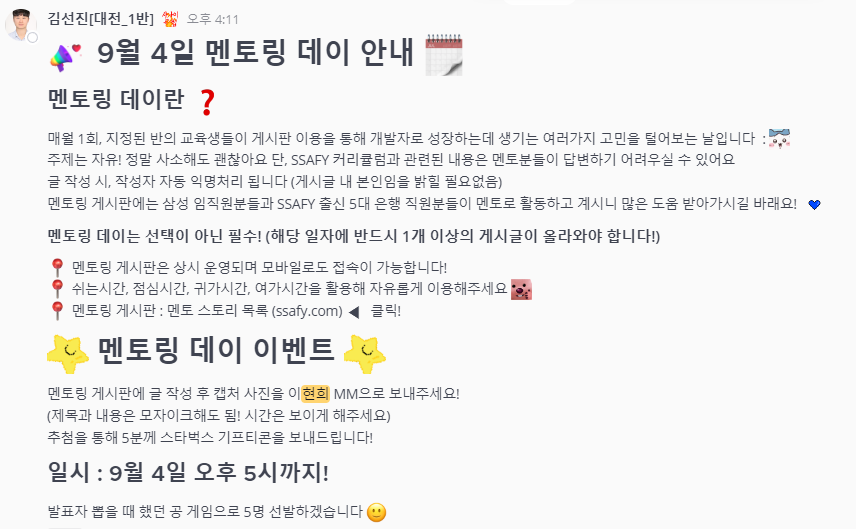 김선진[대전_1반] 오후 4:11
9월 4일 멘토링 데이 안내
멘토링 데이란 ❓
매월 1회, 지정된 반의 교육생들이 게시판 이용을 통해 개발자로 성장하는데 생기는 여러가지 고민을 털어보는 날입니다 :
주제는 자유! 정말 사소해도 괜찮아요 단, SSAFY 커리큘럼과 관련된 내용은 멘토분들이 답변하기 어려우실 수 있어요
글 작성 시, 작성자 자동 익명처리 됩니다 (게시글 내 본인임을 밝힐 필요없음)
멘토링 게시판에는 삼성 임직원분들과 SSAFY 출신 5대 은행 직원분들이 멘토로 활동하고 계시니 많은 도움 받아가시길 바래요! 💙
멘토링 데이는 선택이 아닌 필수! (해당 일자에 반드시 1개 이상의 게시글이 올라와야 합니다!)
📍 멘토링 게시판은 상시 운영되며 모바일로도 접속이 가능합니다!
📍 쉬는시간, 점심시간, 귀가시간, 여가시간을 활용해 자유롭게 이용해주세요
📍 멘토링 게시판 : 멘토 스토리 목록 (ssafy.com) ◀ 클릭!
멘토링 데이 이벤트
멘토링 게시판에 글 작성 후 캡처 사진을 이현희 MM으로 보내주세요!
(제목과 내용은 모자이크해도 됨! 시간은 보이게 해주세요)
추첨을 통해 5분께 스타벅스 기프티콘을 보내드립니다!
일시 : 9월 4일 오후 5시까지!
발표자 뽑을 때 했던 공 게임으로 5명 선발하겠습니다 🙂